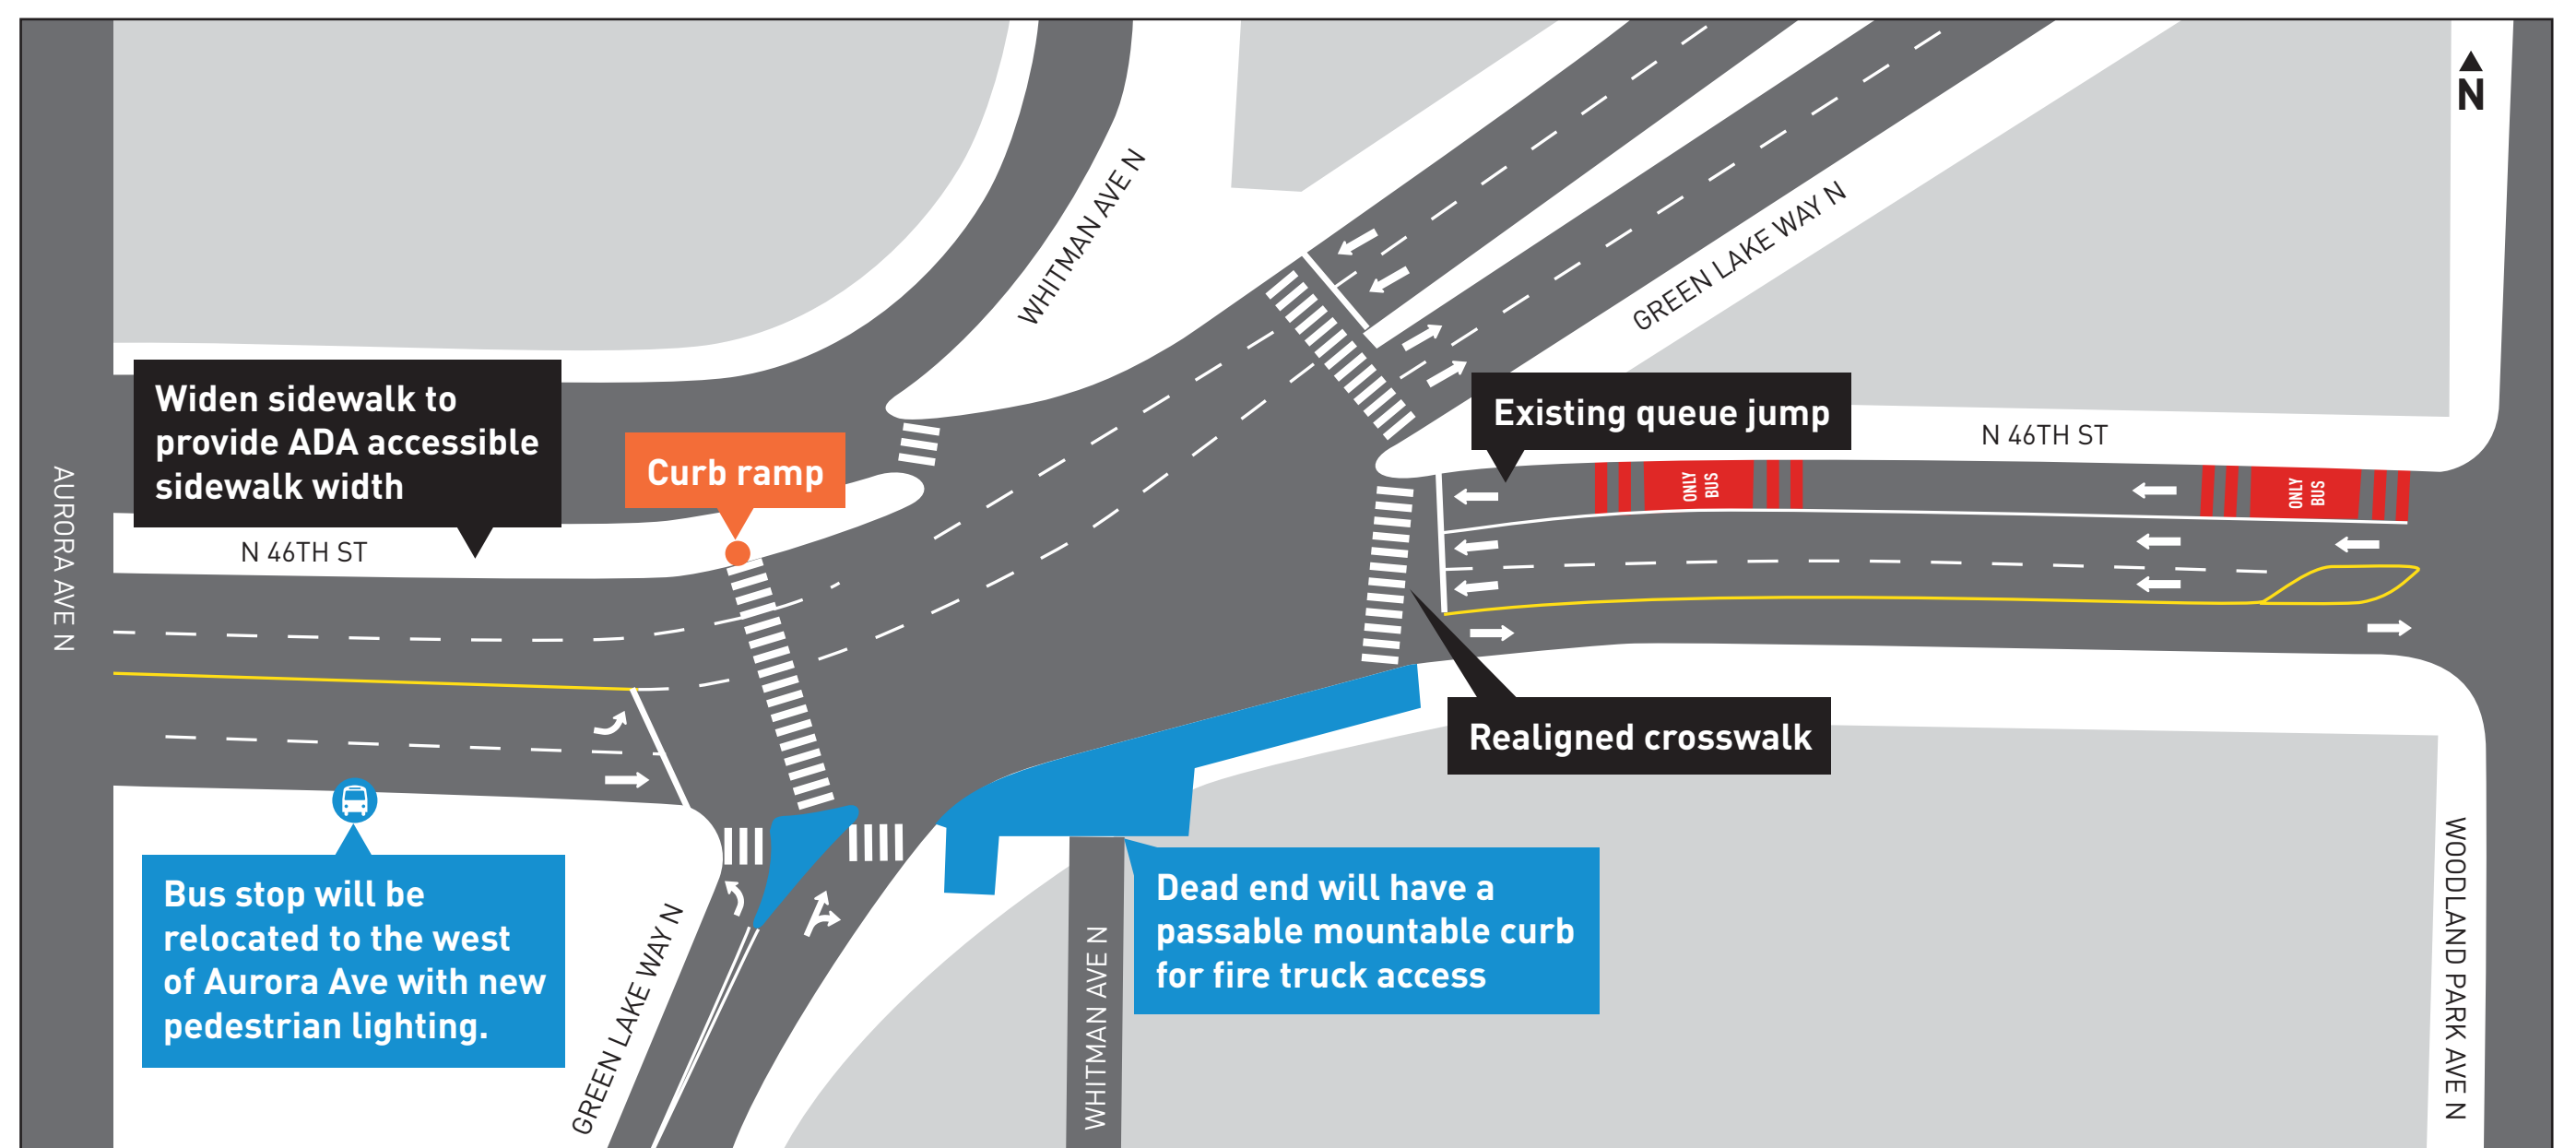 N
WHITMAN AVE N
GREEN LAKE WAY N
Widen sidewalk to
provide ADA accessible
sidewalk width
Curb ramp
Existing queue jump
N 46TH ST
AURORA AVE N
N 46TH ST
ONLY
BUS
ONLY
BUS
Realigned crosswalk
Bus stop will be
relocated to the west
of Aurora Ave with new
pedestrian lighting.
Dead end will have a
passable mountable curb
for fire truck access
GREEN LAKE WAY N
WHITMAN AVE N
WOODLAND PARK AVE N